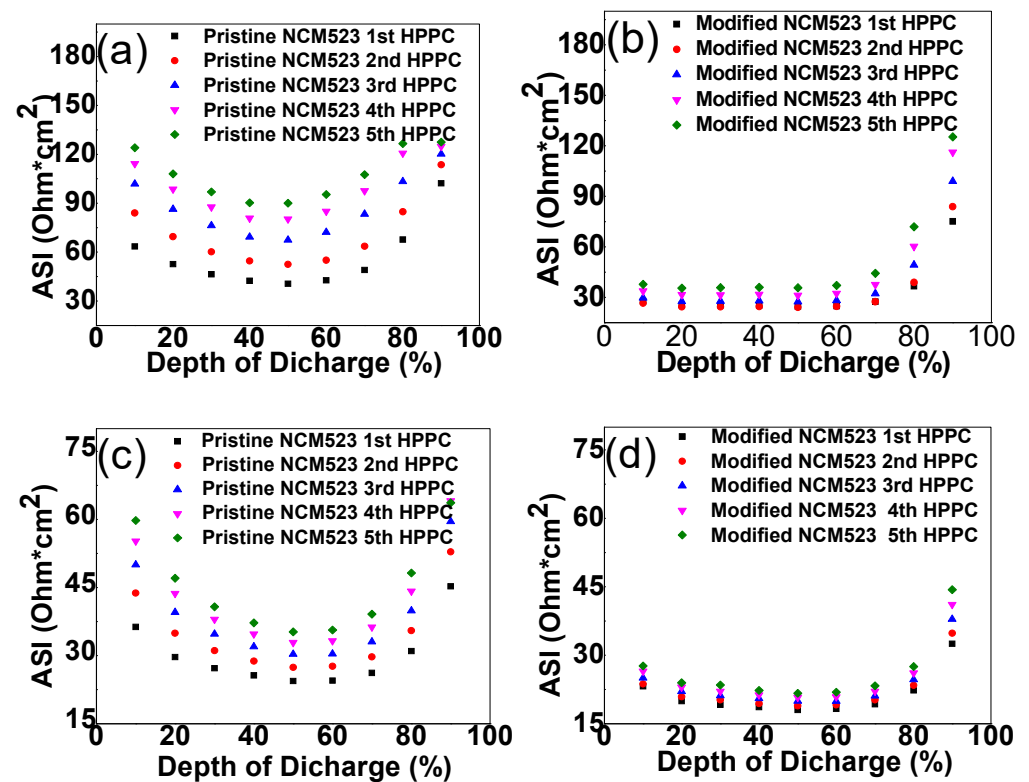 (a)
Pristine NCM523 1st HPPC
Pristine NCM523 2nd HPPC
Pristine NCM523 3rd HPPC
Pristine NCM523 4th HPPC
Pristine NCM523 5th HPPC
180
150
120
90
60
30
ASI (Ohm*cm2)
0 20 40 60 80 100
Depth of Dicharge (%)
(b)
Modified NCM523 1st HPPC
Modified NCM523 2nd HPPC
Modified NCM523 3rd HPPC
Modified NCM523 4th HPPC
Modified NCM523 5th HPPC
180
150
120
90
60
30
ASI (Ohm*cm2)
0 20 40 60 80 100
Depth of Dicharge (%)
(c)
Pristine NCM523 1st HPPC
Pristine NCM523 2nd HPPC
Pristine NCM523 3rd HPPC
Pristine NCM523 4th HPPC
Pristine NCM523 5th HPPC
75
60
45
30
15
ASI (Ohm*cm2)
0 20 40 60 80 100
Depth of Dicharge (%)
(d)
Modified NCM523 1st HPPC
Modified NCM523 2nd HPPC
Modified NCM523 3rd HPPC
Modified NCM523  4th HPPC
Modified NCM523  5th HPPC
75
60
45
30
15
ASI (Ohm*cm2)
0 20 40 60 80 100
Depth of Dicharge (%)